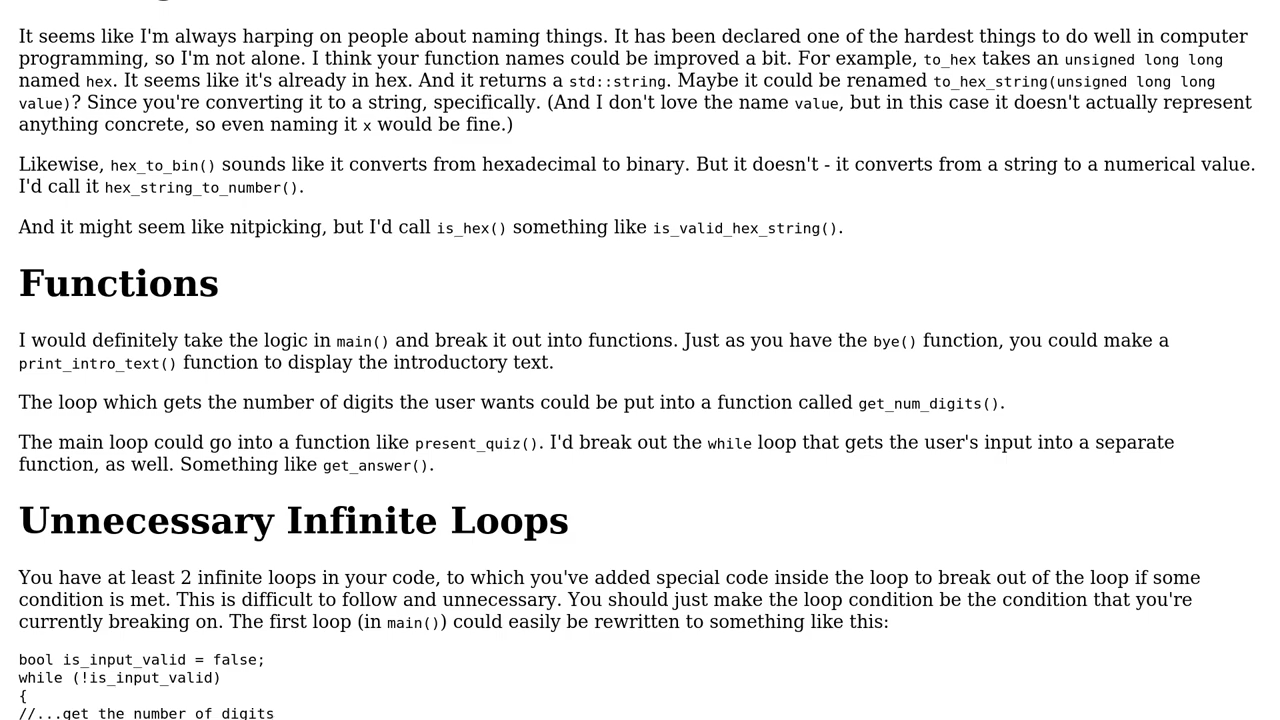 It seems like I'm always harping on people about naming things. It has been declared one of the hardest things to do well in computer
programming, so I'm not alone. I think your function names could be improved a bit. For example, to_hex takes an unsigned long long
named hex. It seems like it's already in hex. And it returns a std::string. Maybe it could be renamed to_hex_string(unsigned long long
value)? Since you're converting it to a string, specifically. (And I don't love the name value, but in this case it doesn't actually represent
anything concrete, so even naming it x would be fine.)
Likewise, hex_to_bin() sounds like it converts from hexadecimal to binary. But it doesn't - it converts from a string to a numerical value.
I'd call it hex_string_to_number().
And it might seem like nitpicking, but I'd call is_hex() something like is_valid_hex_string().
Functions
I would definitely take the logic in main() and break it out into functions. Just as you have the bye() function, you could make a
print_intro_text() function to display the introductory text.
The loop which gets the number of digits the user wants could be put into a function called get_num_digits().
The main loop could go into a function like present_quiz(). I'd break out the while loop that gets the user's input into a separate
function, as well. Something like get_answer().
Unnecessary Infinite Loops
You have at least 2 infinite loops in your code, to which you've added special code inside the loop to break out of the loop if some
condition is met. This is difficult to follow and unnecessary. You should just make the loop condition be the condition that you're
currently breaking on. The first loop (in main()) could easily be rewritten to something like this:
bool is_input_valid = false;
while (!is_input_valid)
{
//...get the number of digits